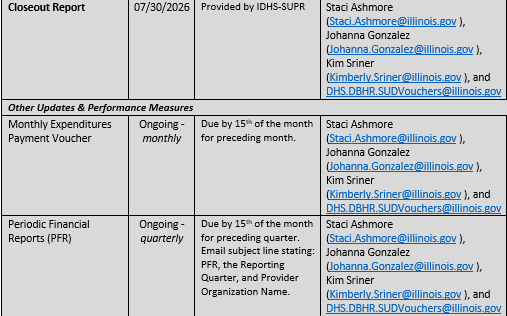 Closeout Report
07/30/2026
Provided by IDHS-SUPR
Staci Ashmore
(Staci.Ashmore@illinois.gov ),
Johanna Gonzalez
(Johanna.Gonzalez@illinois.gov ),
Kim Sriner
(Kimberly.Sriner@illinois.gov ), and
DHS.DBHR.SUDVouchers@illinois.gov
Other Updates & Performance Measures
Monthly Expenditures
Payment Voucher
Ongoing -
monthly
Due by 15th of the month
for preceding month.
Staci Ashmore
(Staci.Ashmore@illinois.gov ),
Johanna Gonzalez
(Johanna.Gonzalez@illinois.gov ),
Kim Sriner
(Kimberly.Sriner@illinois.gov ), and
DHS.DBHR.SUDVouchers@illinois.gov
Periodic Financial
Reports (PFR)
Ongoing -
quarterly
Due by 15th of the month
for preceding quarter.
Email subject line stating:
PFR, the Reporting
Quarter, and Provider
Organization Name.
Staci Ashmore
(Staci.Ashmore@illinois.gov ),
Johanna Gonzalez
(Johanna.Gonzalez@illinois.gov ),
Kim Sriner
(Kimberly.Sriner@illinois.gov ), and
DHS.DBHR.SUDVouchers@illinois.gov